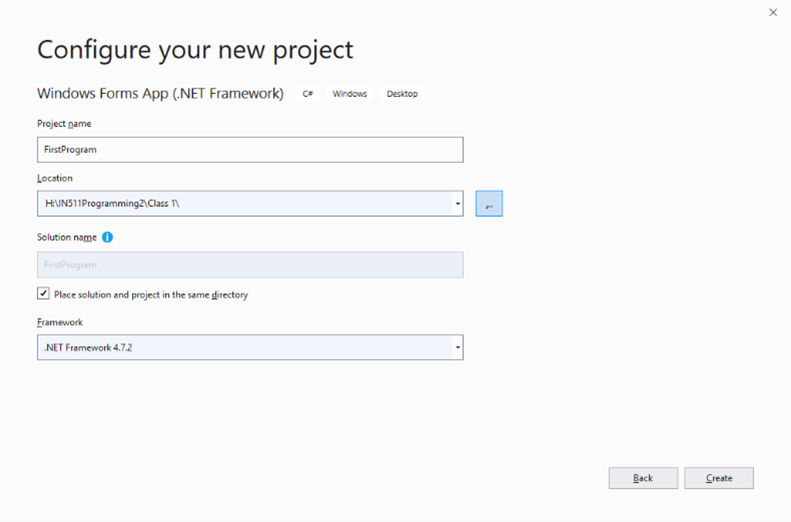 Configure your new project
Windows Forms App (.NET Framework) C# Windows Desktop
Project name
FirstProgram
Location
H:\IN511Programming2\Class 1\
...
Solution name i
FirstProgram
Place solution and project in the same directory
Framework
.NET Framework 4.7.2
Back Create